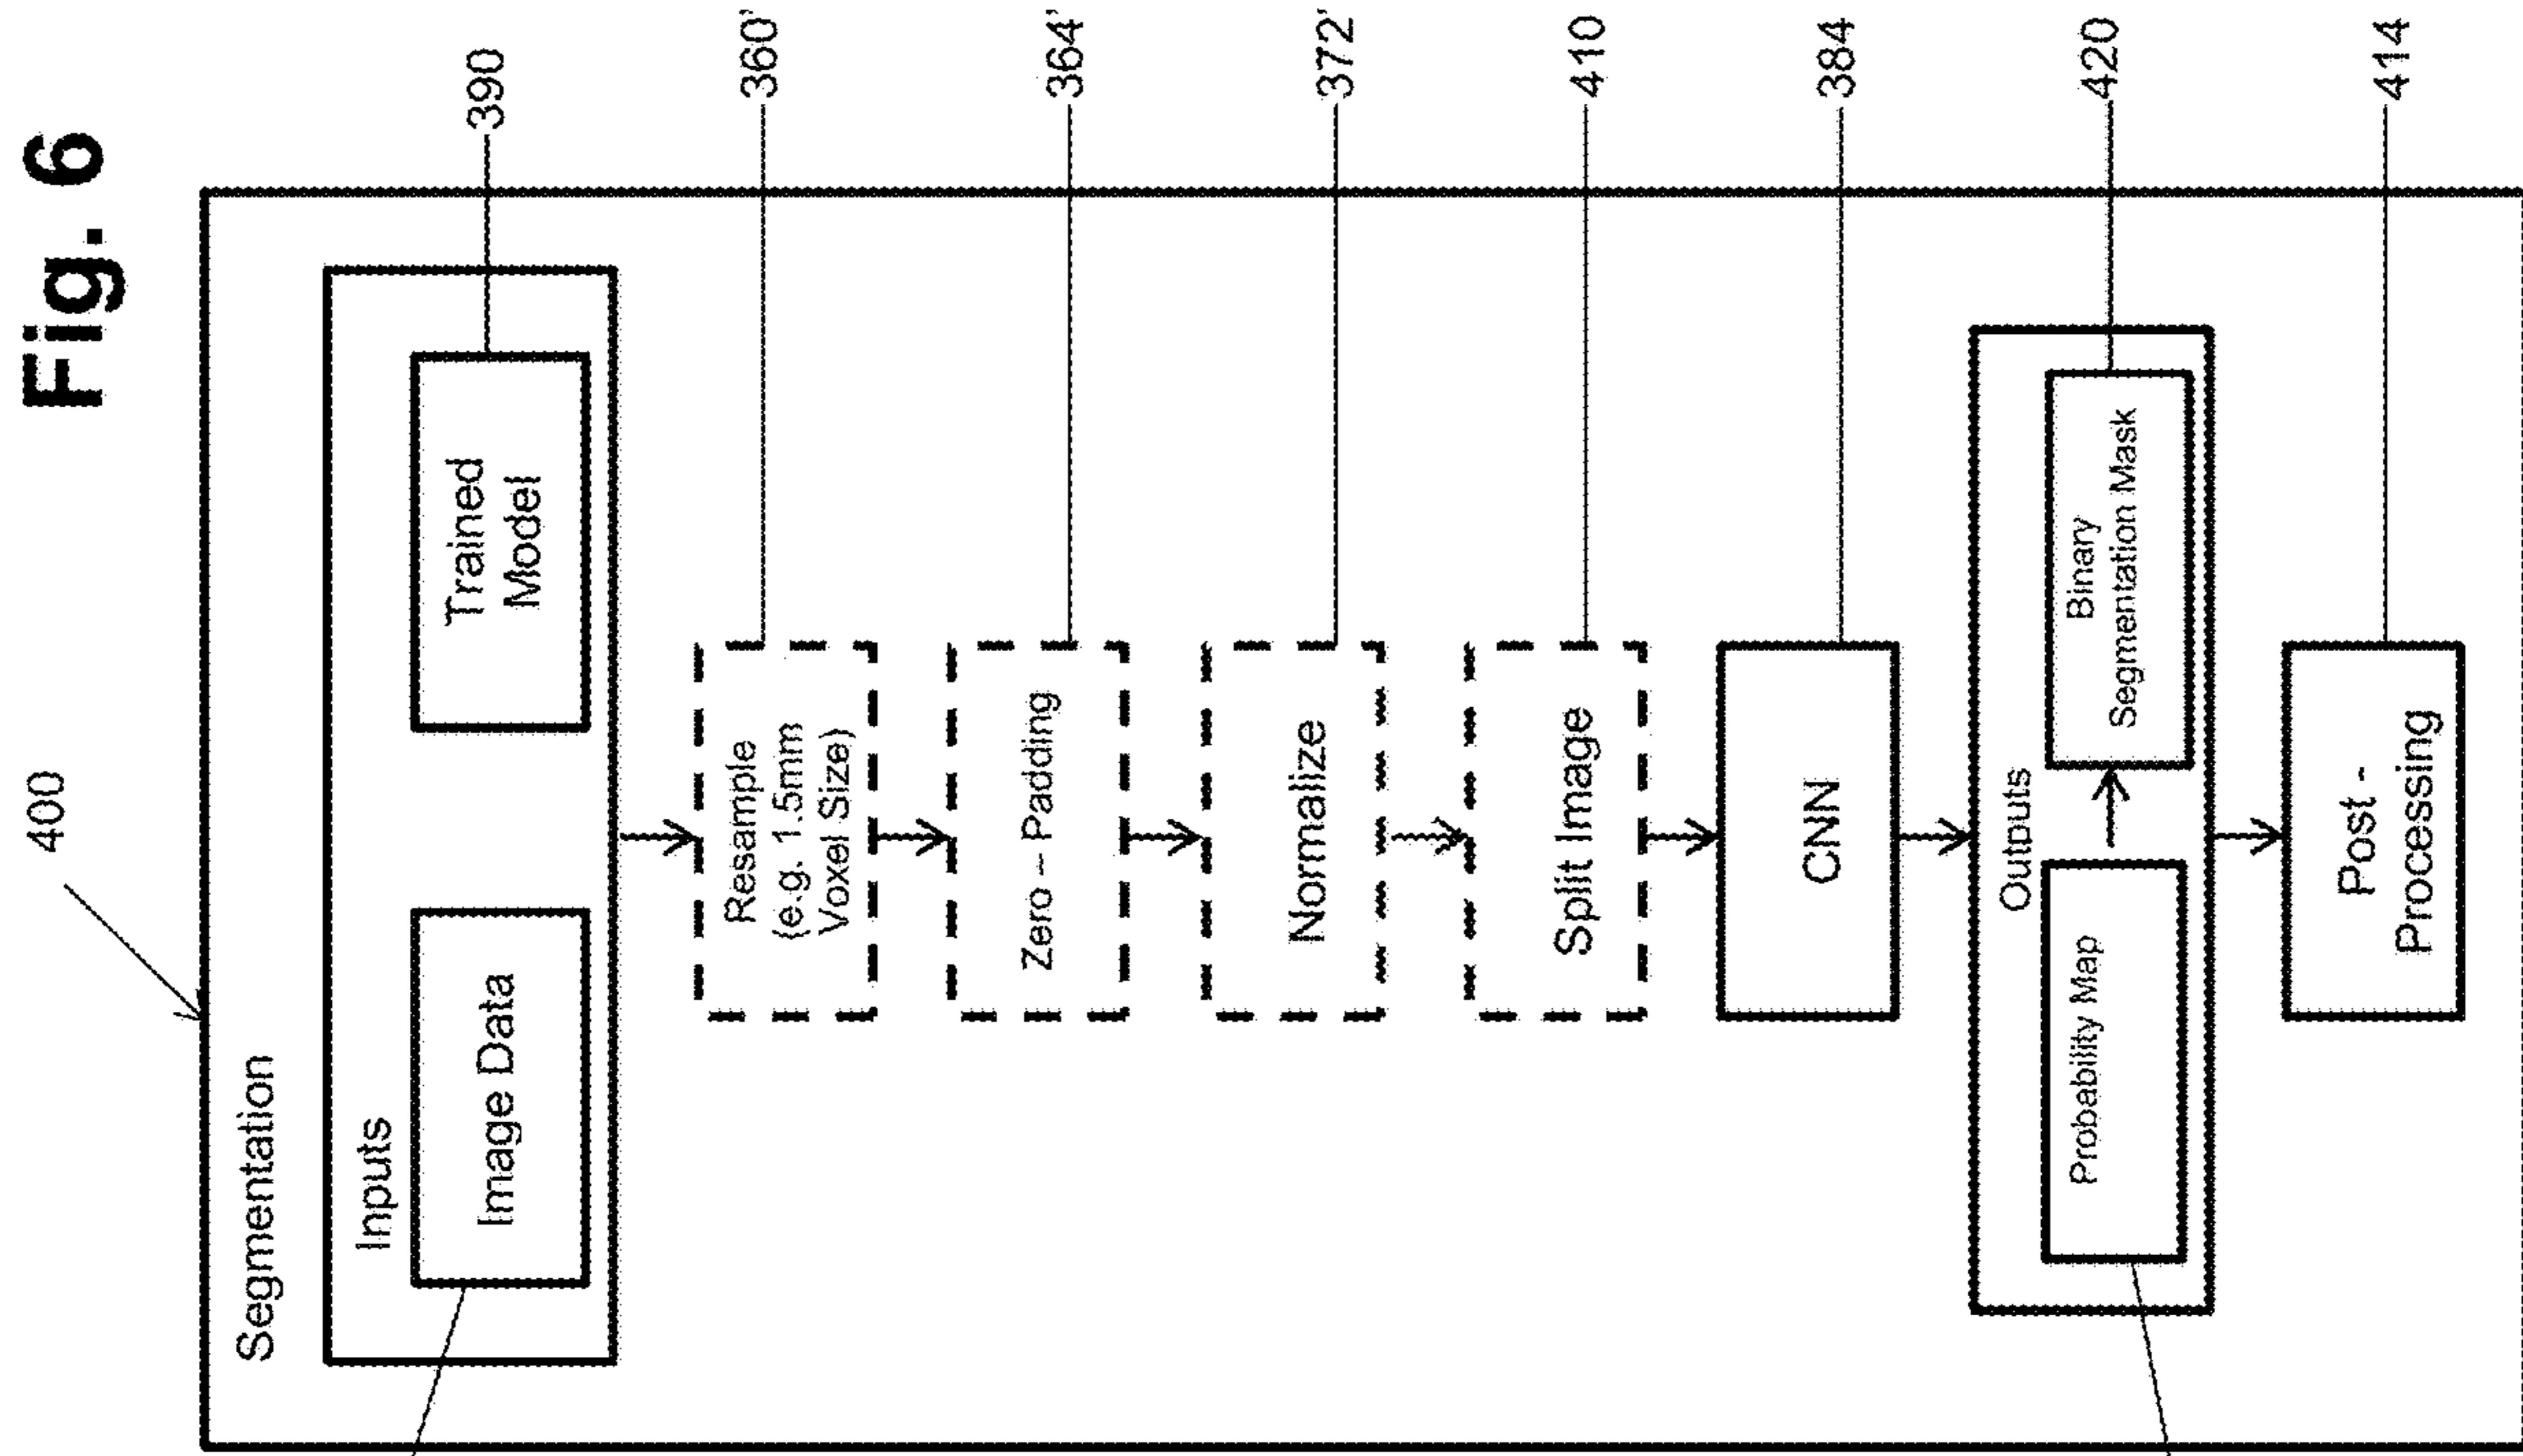 Fig. 6
400
Segmentation
Inputs
Image Data
Trained
Model
390
Resample
(e.g. 1.5mm
Voxel Size)
360'
Zero – Padding
364'
Normalize
372'
Split Image
410
CNN
384
Outputs
Probability Map
Binary
Segmentation Mask
420
Post -
Processing
414